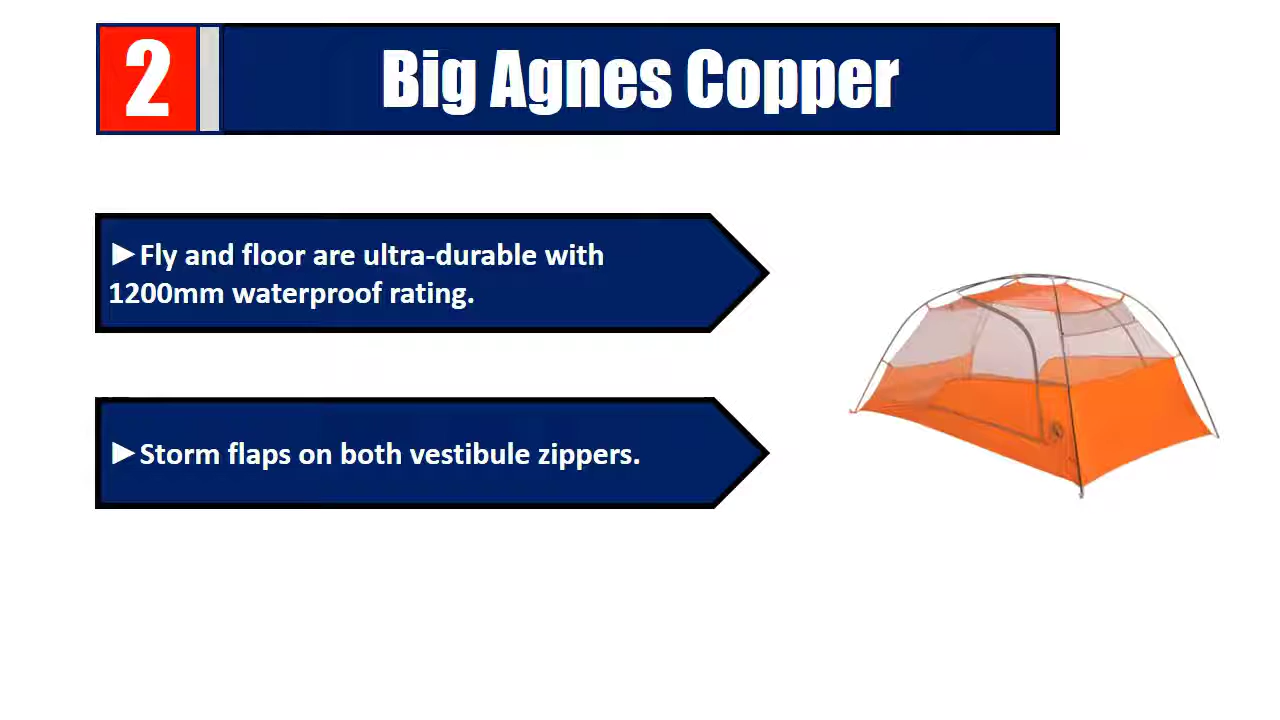 2
Big Agnes Copper
►Fly and floor are ultra-durable with
1200mm waterproof rating.
►Storm flaps on both vestibule zippers.